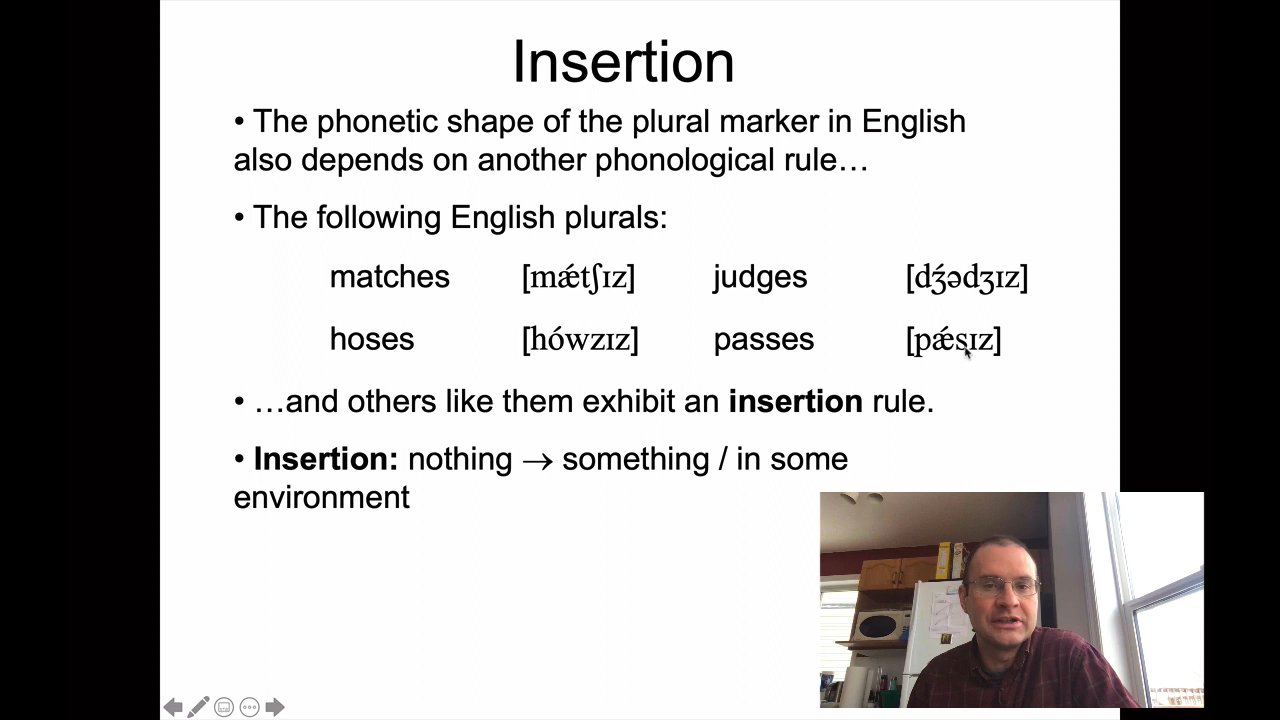 Insertion
• The phonetic shape of the plural marker in English
also depends on another phonological rule…
• The following English plurals:
matches [mǽtʃɪz] judges [dʒ́ədʒɪz]
hoses [hówzɪz] passes [pǽsɪz]
• …and others like them exhibit an insertion rule.
• Insertion: nothing → something / in some
environment